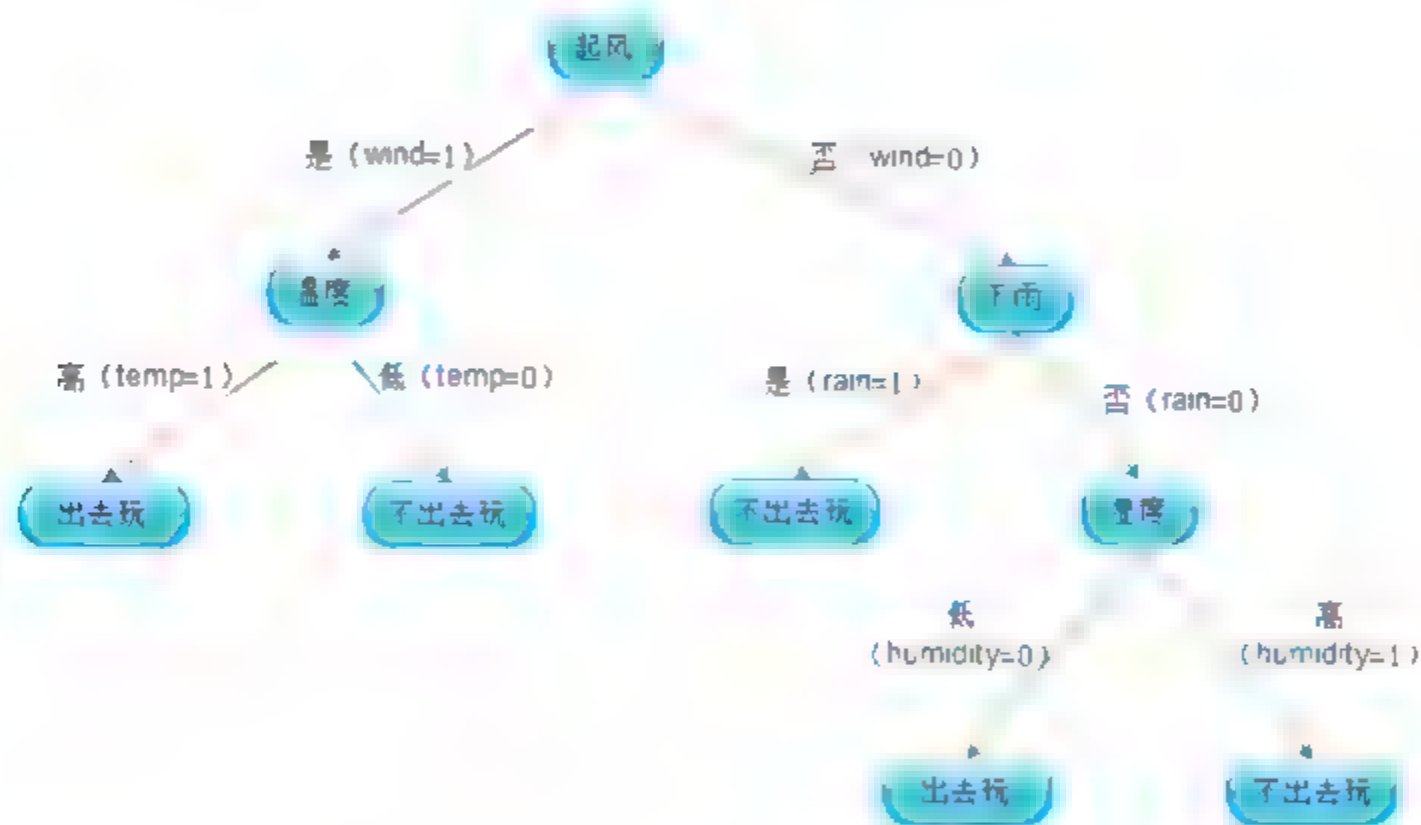 起风
是 (wind=1)
否 wind=0)
温度
下雨
高 (temp=1)
低 (temp=0)
是 (rain=1)
否 (rain=0)
出去玩
不出去玩
不出去玩
湿度
低
(humidity=0)
高
(humidity=1)
出去玩
不出去玩